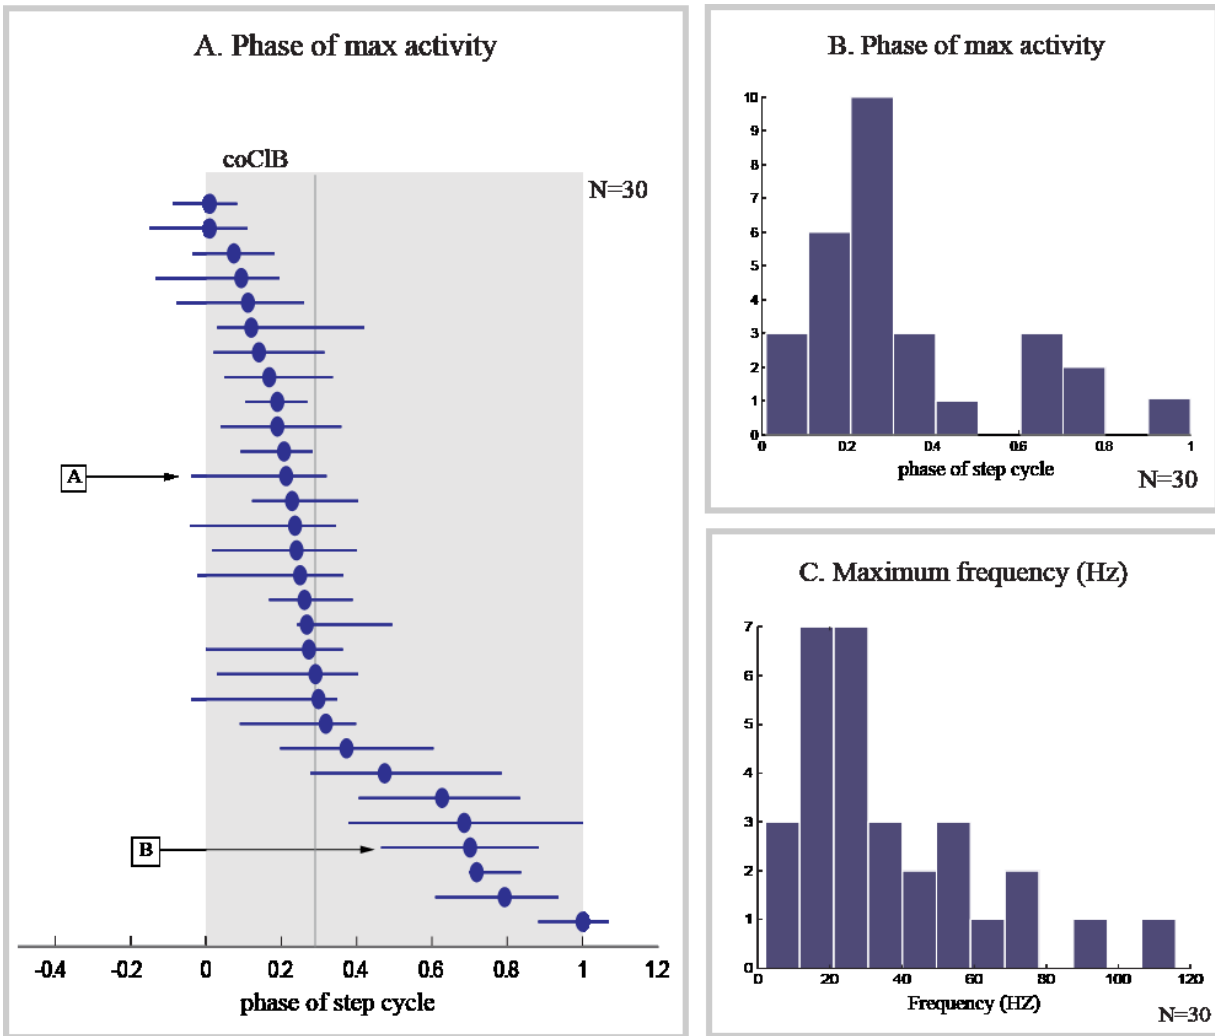 A. Phase of max activity
coClB
N=30
A
B
-0.4 -0.2 0 0.2 0.4 0.6 0.8 1 1.2
phase of step cycle
B. Phase of max activity
10
9
8
7
6
5
4
3
2
1
0
0 0.2 0.4 0.6 0.8 1
phase of step cycle
N=30
C. Maximum frequency (Hz)
7
6
5
4
3
2
1
0
20 40 60 80 100 120
Frequency (HZ)
N=30